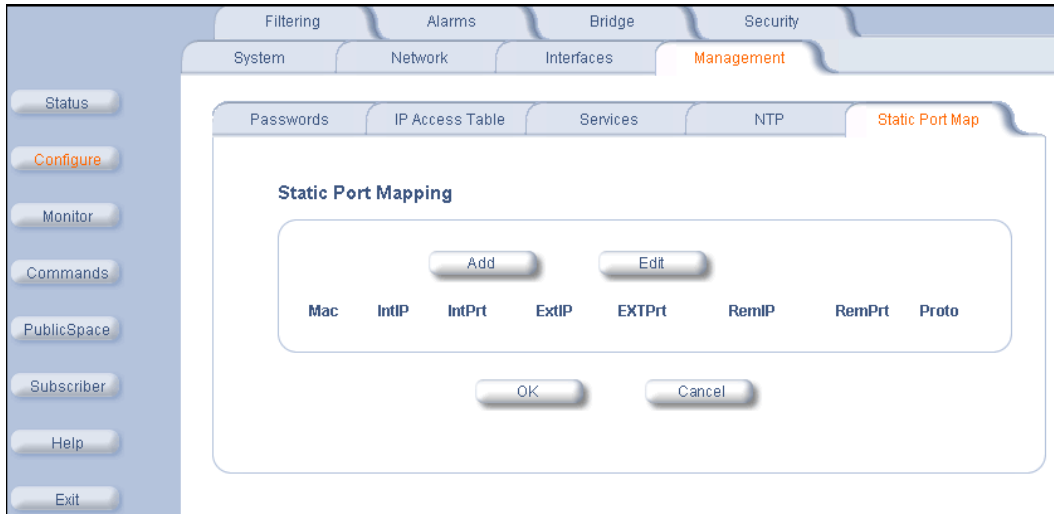 Filtering Alarms Bridge Security
System Network Interfaces Management
Status
Configure
Monitor
Commands
PublicSpace
Subscriber
Help
Exit
Passwords IP Access Table Services NTP Static Port Map
Static Port Mapping
Add Edit
Mac IntIP IntPrt ExtIP EXTPrt RemIP RemPrt Proto
OK Cancel